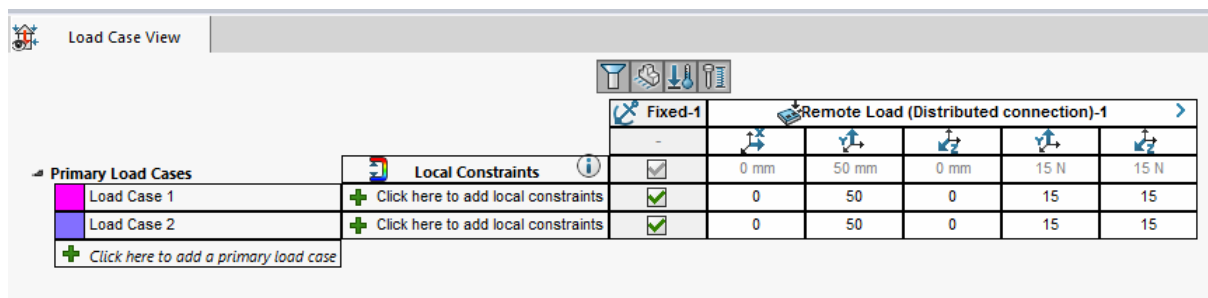 Load Case View
Fixed-1 Remote Load (Distributed connection)-1
- X Y Z Y Z
Primary Load Cases Local Constraints i 0 mm 50 mm 0 mm 15 N 15 N
Load Case 1 Click here to add local constraints 0 50 0 15 15
Load Case 2 Click here to add local constraints 0 50 0 15 15
Click here to add a primary load case